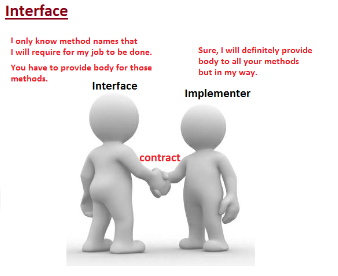 Interface
I only know method names that
I will require for my job to be done.
You have to provide body for those
methods.
Sure, I will definitely provide
body to all your methods
but in my way.
Interface
Implementer
contract